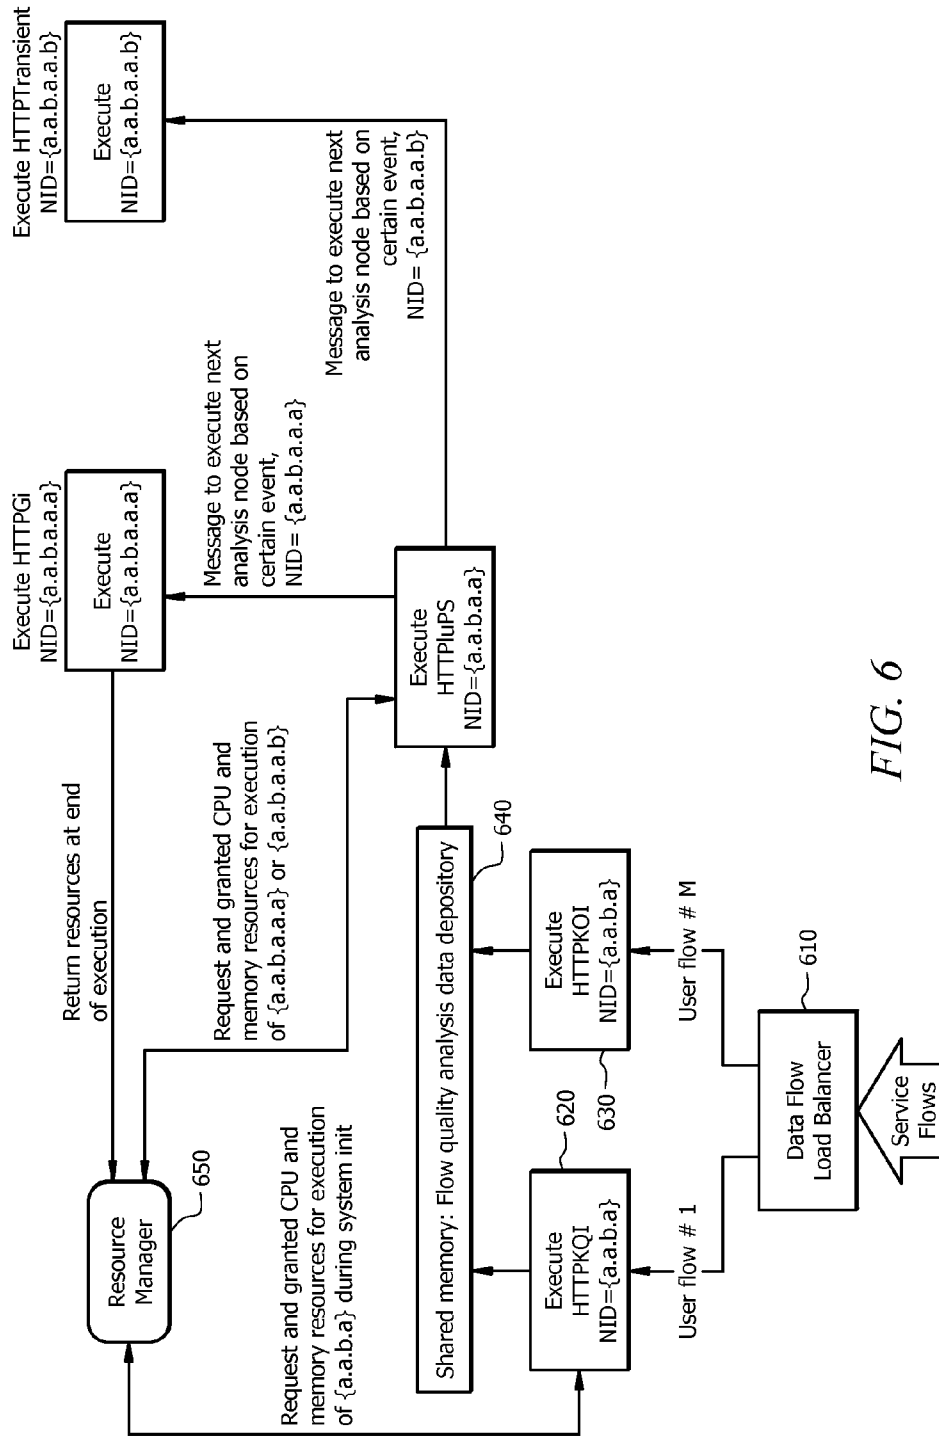 Execute HTTPTransient
NID={a.a.b.a.a.b}
Execute
NID={a.a.b.a.a.b}
Message to execute next
analysis node based on
certain event,
NID= {a.a.b.a.a.b}
Execute HTTPGi
NID={a.a.b.a.a.a}
Execute
NID={a.a.b.a.a.a}
Message to execute next
analysis node based on
certain event,
NID= {a.a.b.a.a.a}
Execute
HTTPIuPS
NID={a.a.b.a.a}
Return resources at end
of execution
Request and granted CPU and
memory resources for execution
of {a.a.b.a.a.a} or {a.a.b.a.a.b}
Resource
Manager
650
Request and granted CPU and
memory resources for execution
of {a.a.b.a} during system init
Shared memory: Flow quality analysis data depository
640
Execute
HTTPKQI
NID={a.a.b.a}
620
Execute
HTTPKOI
NID={a.a.b.a}
630
User flow # 1
User flow # M
Data Flow
Load Balancer
610
Service
Flows
FIG. 6